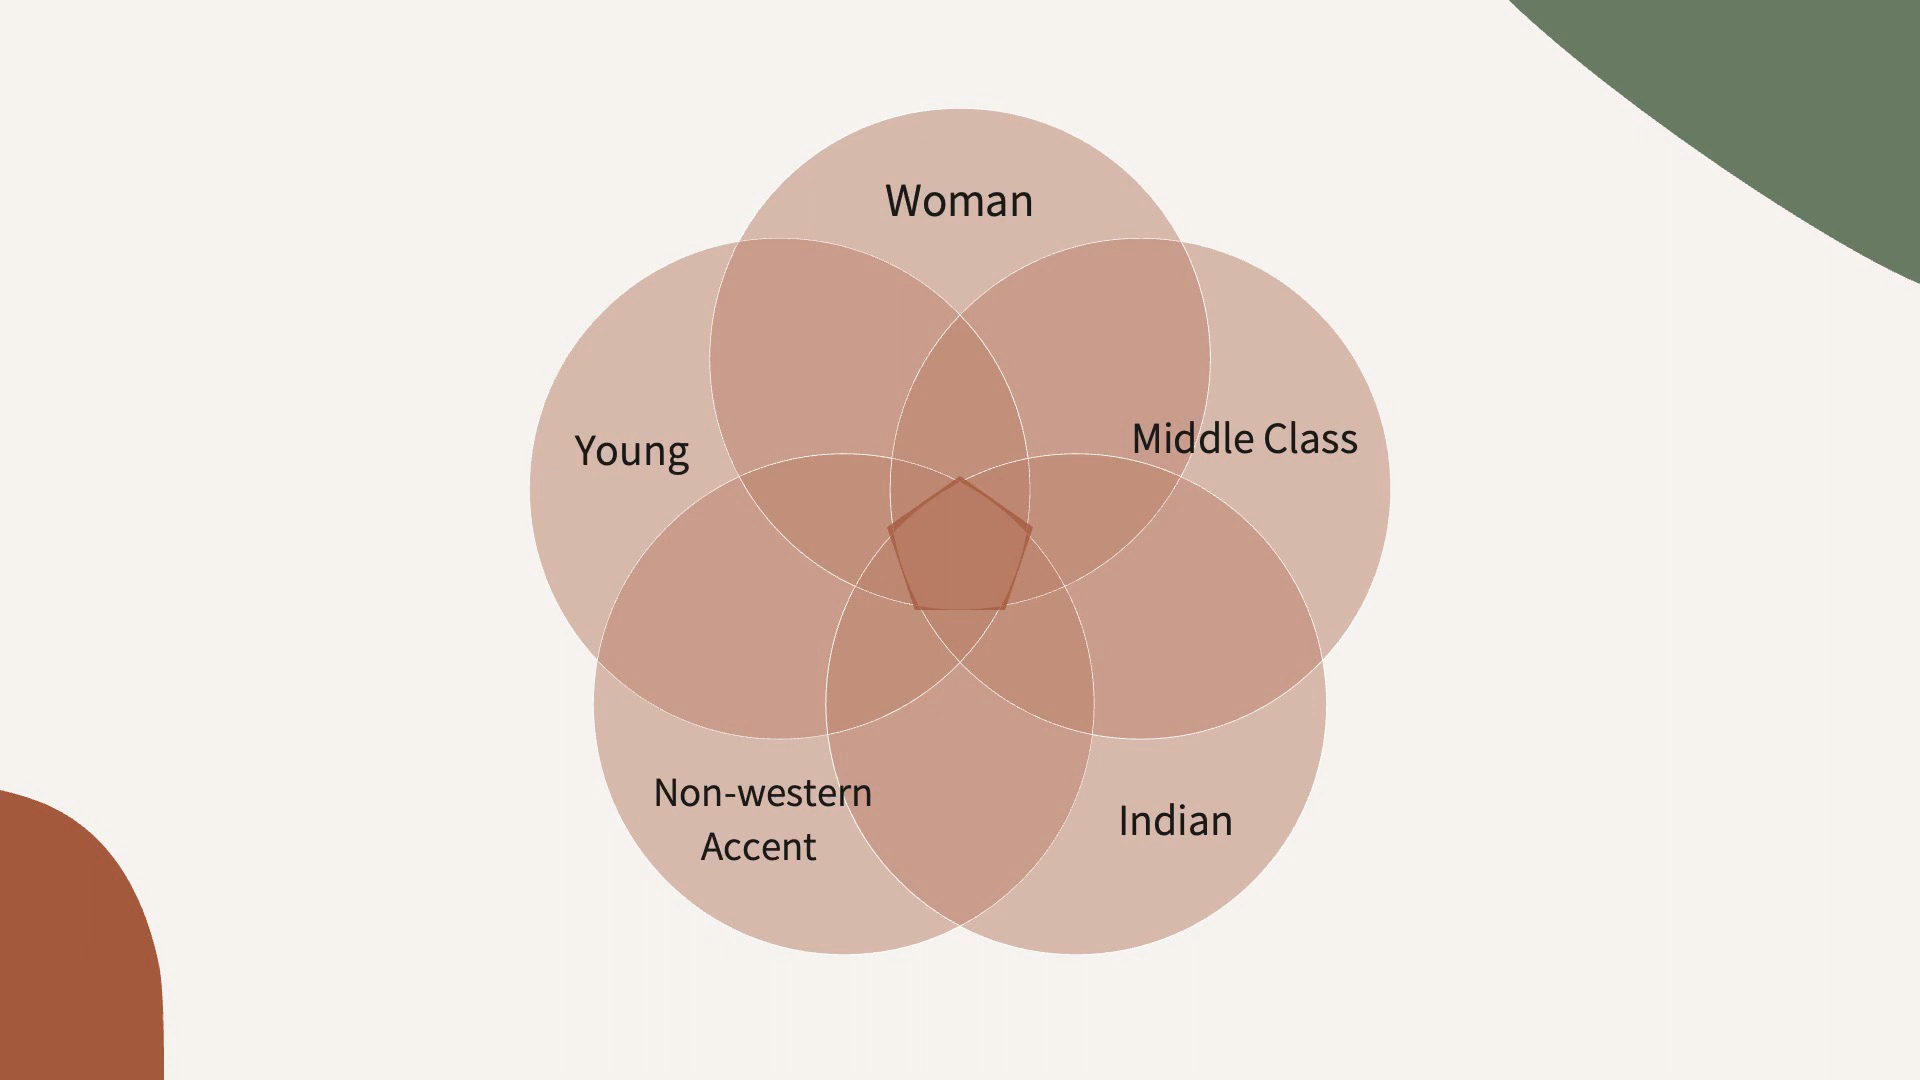 Woman
Young
Middle Class
Non-western
Accent
Indian